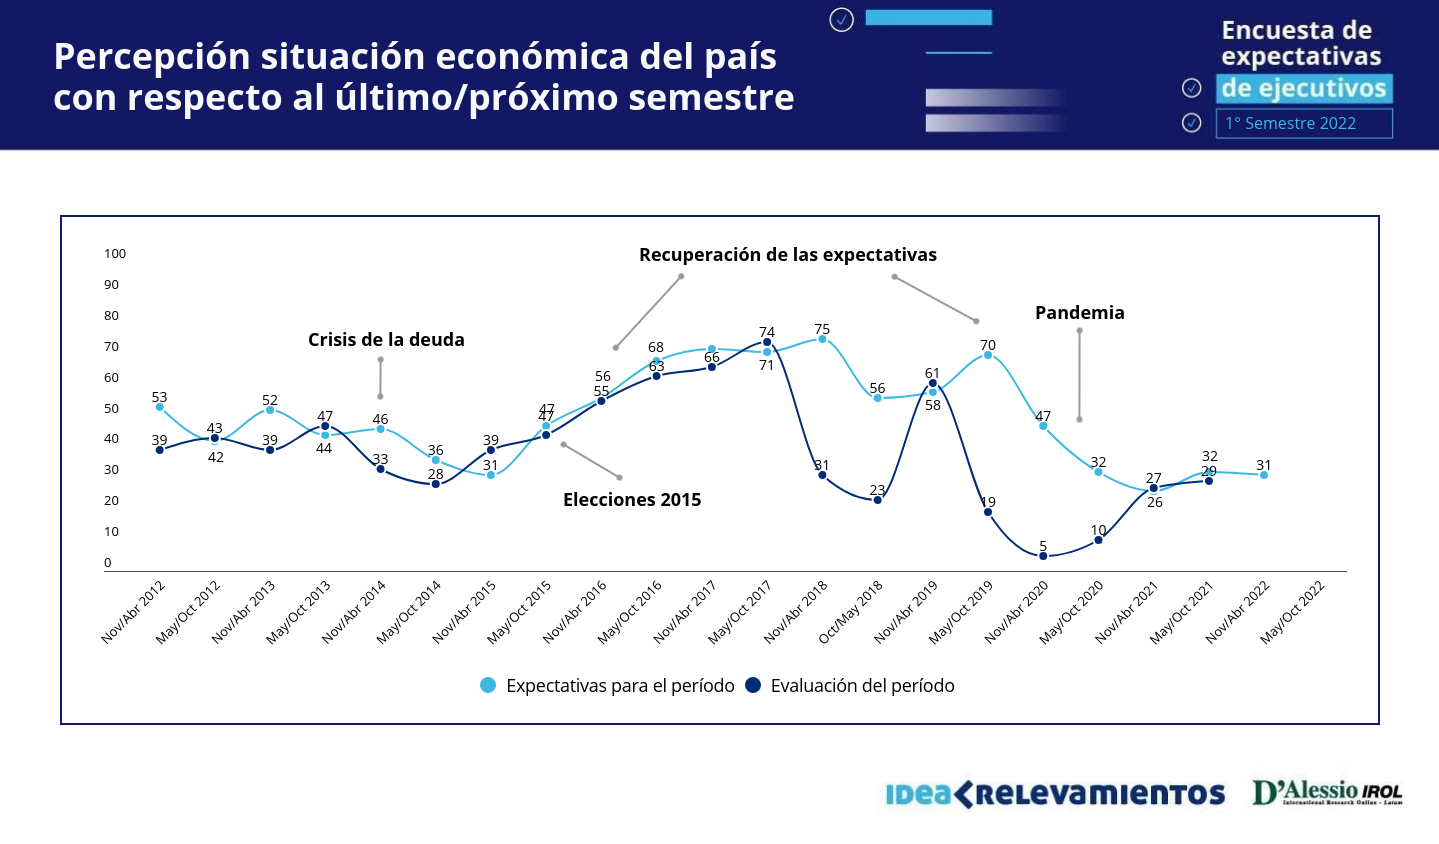 Percepción situación económica del país
con respecto al último/próximo semestre
Encuesta de
expectativas
de ejecutivos
1° Semestre 2022
100
90
80
70
60
50
40
30
20
10
0
Crisis de la deuda
Recuperación de las expectativas
Pandemia
Elecciones 2015
53
42
52
44
46
36
31
47
56
68
71
75
56
58
70
47
32
26
32
31
39
43
39
47
33
28
39
47
55
63
66
74
31
23
61
19
5
10
27
29
Nov/Abr 2012
May/Oct 2012
Nov/Abr 2013
May/Oct 2013
Nov/Abr 2014
May/Oct 2014
Nov/Abr 2015
May/Oct 2015
Nov/Abr 2016
May/Oct 2016
Nov/Abr 2017
May/Oct 2017
Nov/Abr 2018
Oct/May 2018
Nov/Abr 2019
May/Oct 2019
Nov/Abr 2020
May/Oct 2020
Nov/Abr 2021
May/Oct 2021
Nov/Abr 2022
May/Oct 2022
Expectativas para el período
Evaluación del período
IDea RELEVAMIENTOS
D'Alessio IROL
International Research Online - Latam